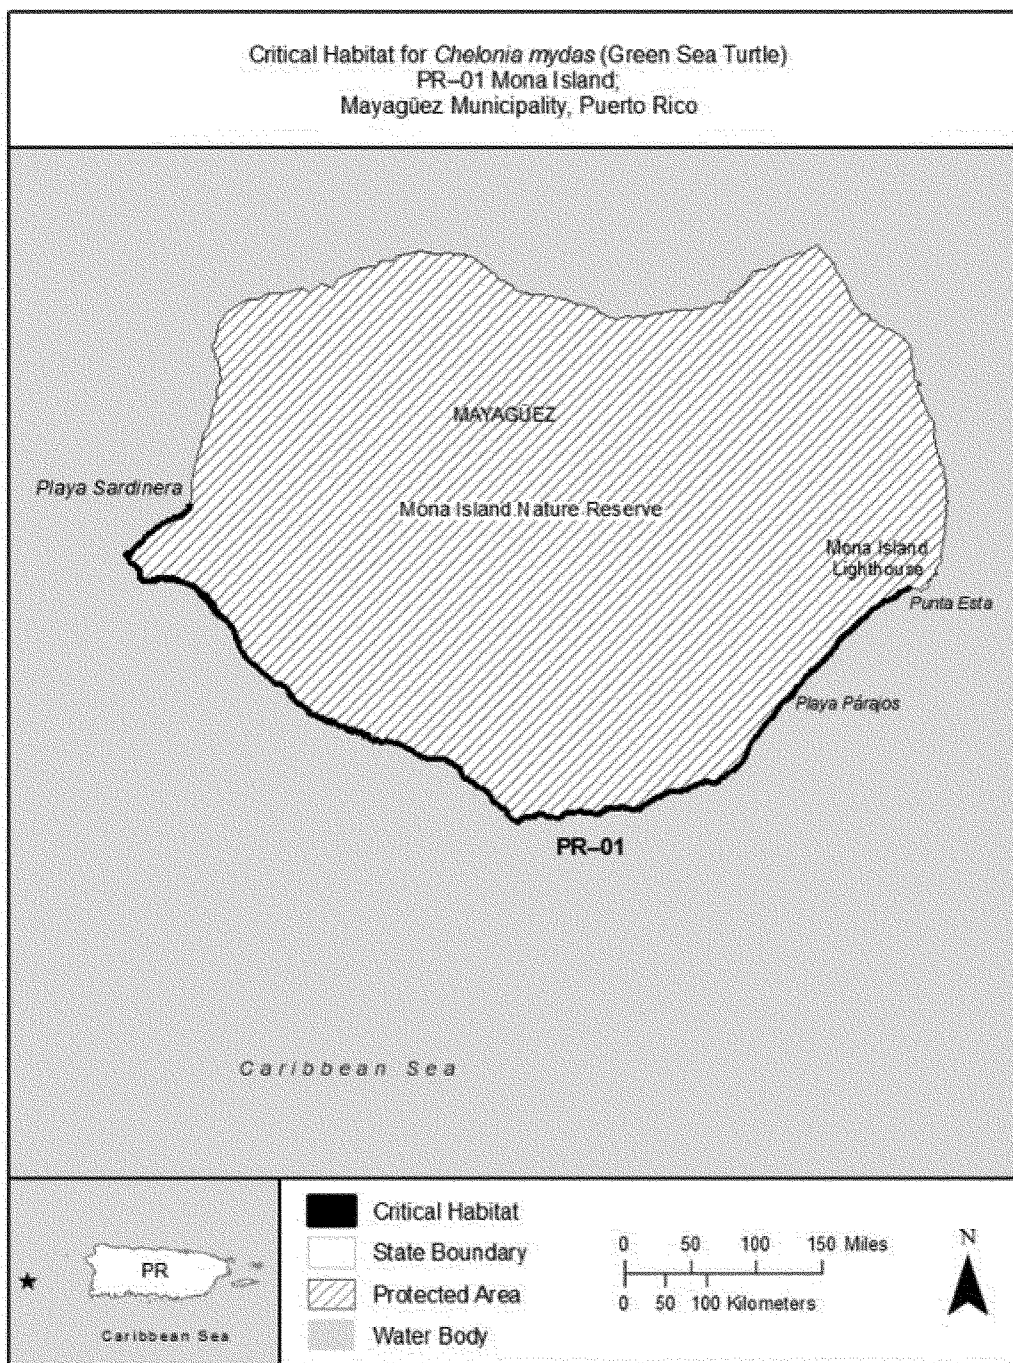 Critical Habitat for Chelonia mydas (Green Sea Turtle)
PR–01 Mona Island;
Mayagüez Municipality, Puerto Rico
MAYAGÜEZ
Playa Sardinera
Mona Island Nature Reserve
Mona Island
Lighthouse
Punta Esta
Playa Párajos
PR–01
Caribbean Sea
PR
Caribbean Sea
Critical Habitat
State Boundary
Protected Area
Water Body
0 50 100 150 Miles
0 50 100 Kilometers
N